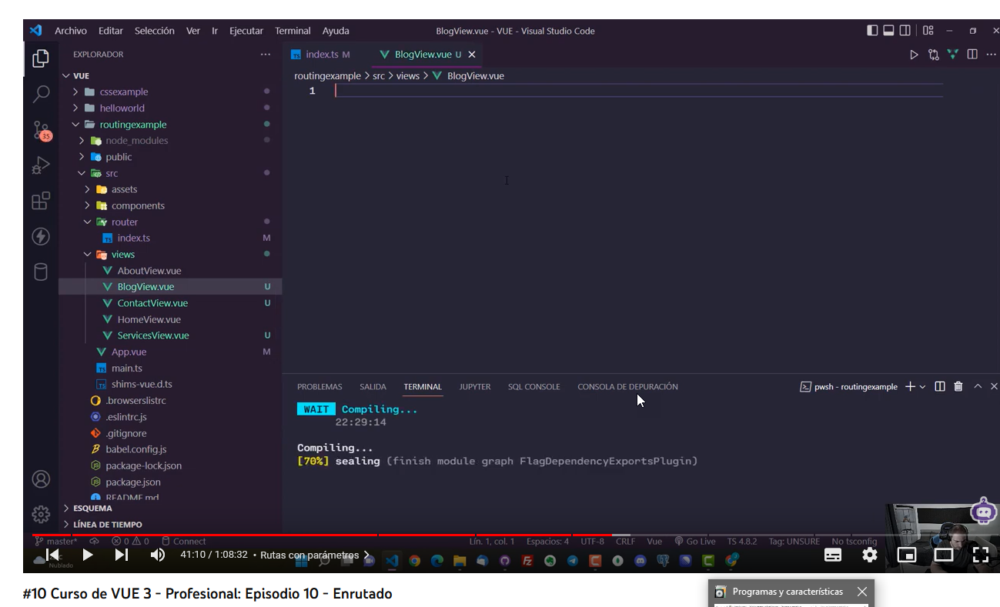 Archivo Editar Selección Ver Ir Ejecutar Terminal Ayuda BlogView.vue - VUE - Visual Studio Code
EXPLORADOR
index.ts M BlogView.vue U
VUE
routingexample > src > views > BlogView.vue
cssexample
1
helloworld
routingexample
node_modules
public
src
assets
components
router
index.ts M
views
AboutView.vue
BlogView.vue U
ContactView.vue U
HomeView.vue
ServicesView.vue U
App.vue M
main.ts
shims-vue.d.ts
.browserslistrc
.eslintrc.js
.gitignore
babel.config.js
package-lock.json
package.json
README.md
ESQUEMA
LÍNEA DE TIEMPO
35
PROBLEMAS SALIDA TERMINAL JUPYTER SQL CONSOLE CONSOLA DE DEPURACIÓN pwsh - routingexample
WAIT Compiling...
22:29:14
Compiling...
[70%] sealing (finish module graph FlagDependencyExportsPlugin)
master* 0 0 Connect Lín. 1, col. 1 Espacios: 4 UTF-8 CRLF Vue Go Live TS 4.8.2 Tag: UNSURE No tsconfig
41:10 / 1:08:32 • Rutas con parámetros
Nublado
#10 Curso de VUE 3 - Profesional: Episodio 10 - Enrutado
Programas y características